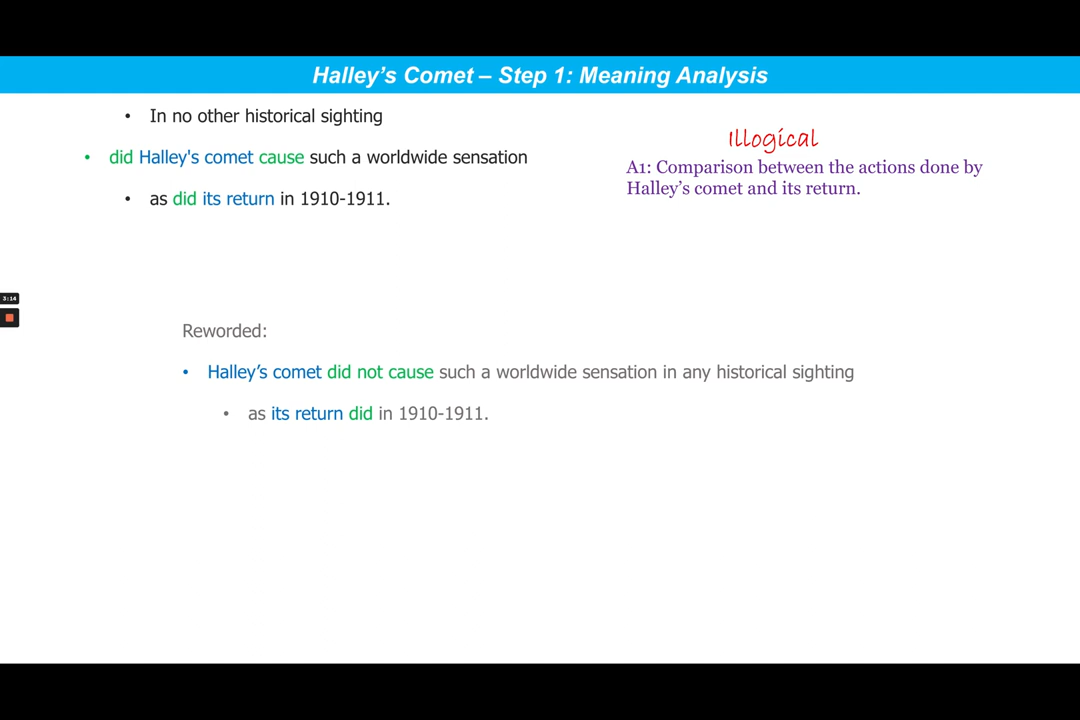 Halley's Comet – Step 1: Meaning Analysis
• In no other historical sighting
• did Halley's comet cause such a worldwide sensation
• as did its return in 1910-1911.
Illogical
A1: Comparison between the actions done by
Halley's comet and its return.
3:14
Reworded:
• Halley's comet did not cause such a worldwide sensation in any historical sighting
• as its return did in 1910-1911.